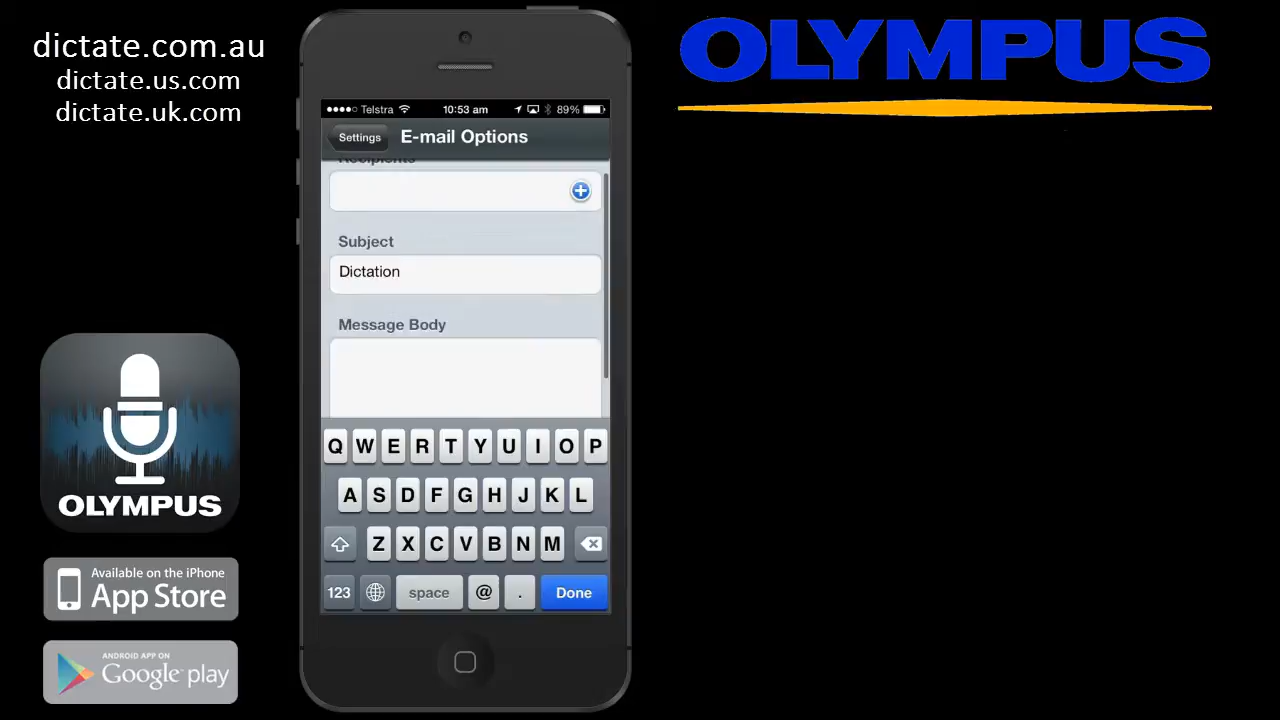 dictate.com.au
dictate.us.com
dictate.uk.com
OLYMPUS
Telstra 10:53 am 89%
Settings E-mail Options
Recipients
Subject
Dictation
Message Body
Q W E R T Y U I O P
A S D F G H J K L
Z X C V B N M
123 space @ . Done
OLYMPUS
Available on the iPhone
App Store
ANDROID APP ON
Google play